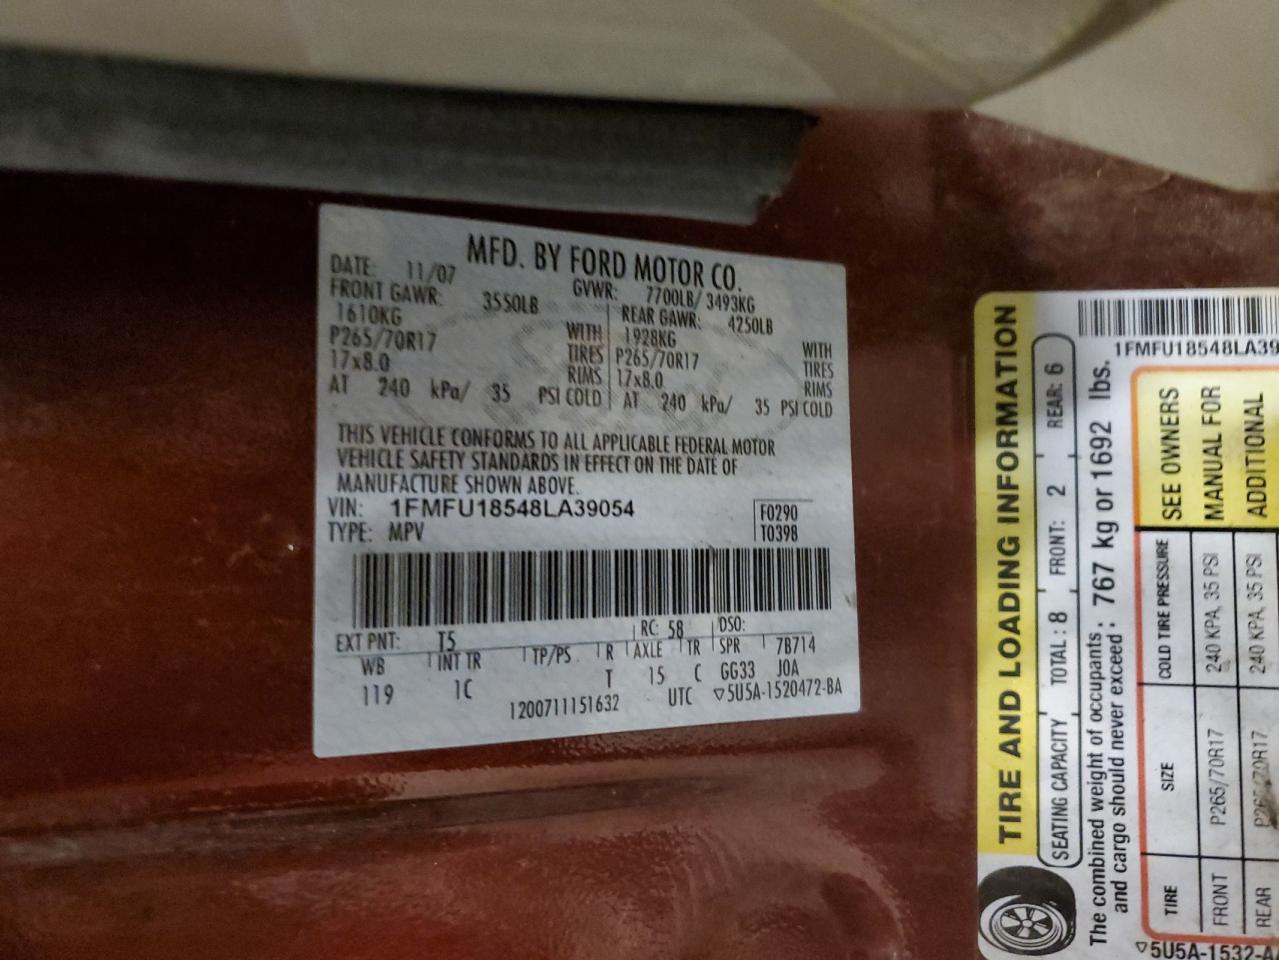 MFD. BY FORD MOTOR CO.
DATE: 11/07 GVWR: 7700LB/ 3493KG
FRONT GAWR: 3550LB REAR GAWR: 4250LB
1610KG WITH 1928KG WITH
P265/70R17 TIRES P265/70R17 TIRES
17x8.0 RIMS 17x8.0 RIMS
AT 240 kPa/ 35 PSI COLD AT 240 kPa/ 35 PSI COLD
THIS VEHICLE CONFORMS TO ALL APPLICABLE FEDERAL MOTOR
VEHICLE SAFETY STANDARDS IN EFFECT ON THE DATE OF
MANUFACTURE SHOWN ABOVE.
VIN: 1FMFU18548LA39054 F0290
TYPE: MPV T0398
EXT PNT: T5 RC: 58 DSO:
WB INT TR TP/PS R AXLE TR SPR 7B714
119 1C T 15 C GG33 JOA
1200711151632 UTC ▽5U5A-1520472-BA
TIRE AND LOADING INFORMATION
SEATING CAPACITY TOTAL: 8 FRONT: 2 REAR: 6
The combined weight of occupants
and cargo should never exceed: 767 kg or 1692 lbs.
1FMFU18548LA39
TIRE SIZE COLD TIRE PRESSURE SEE OWNERS
FRONT P265/70R17 240 KPA, 35 PSI MANUAL FOR
REAR P265/70R17 240 KPA, 35 PSI ADDITIONAL
▽5U5A-1532-A